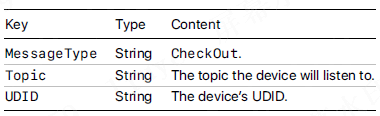 Key Type Content
MessageType String CheckOut.
Topic String The topic the device will listen to.
UDID String The device’s UDID.